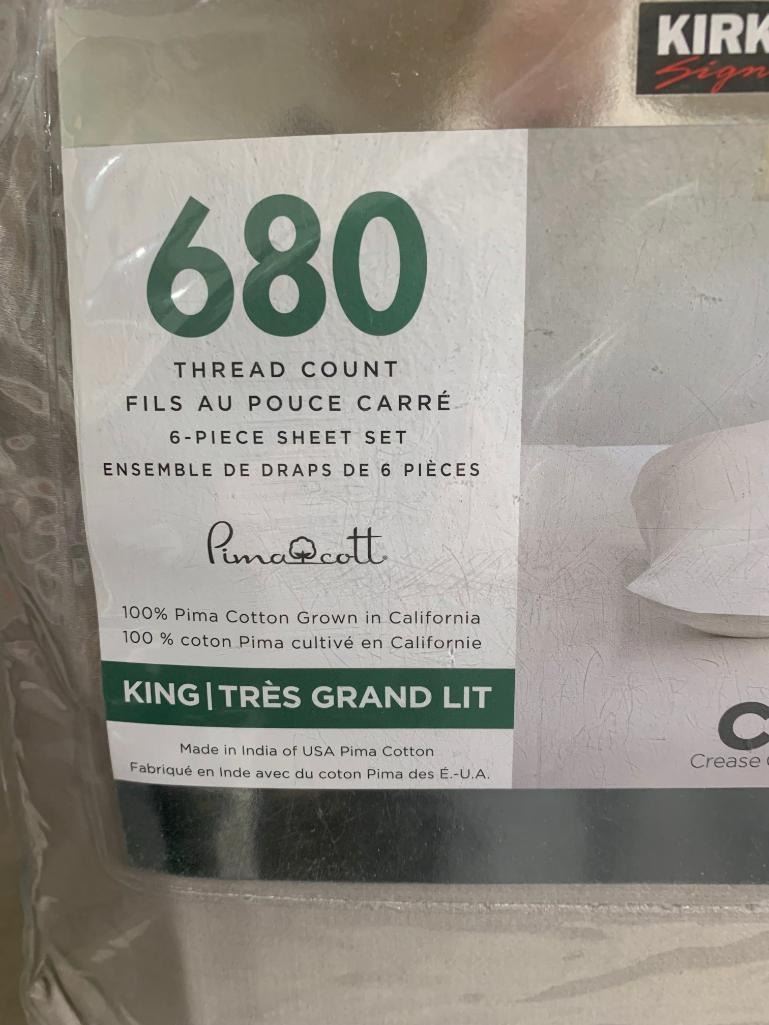 KIRK
Sign
680
THREAD COUNT
FILS AU POUCE CARRÉ
6-PIECE SHEET SET
ENSEMBLE DE DRAPS DE 6 PIÈCES
Pimacott
100% Pima Cotton Grown in California
100 % coton Pima cultivé en Californie
KING | TRÈS GRAND LIT
Made in India of USA Pima Cotton
Fabriqué en Inde avec du coton Pima des É.-U.A.
C
Crease